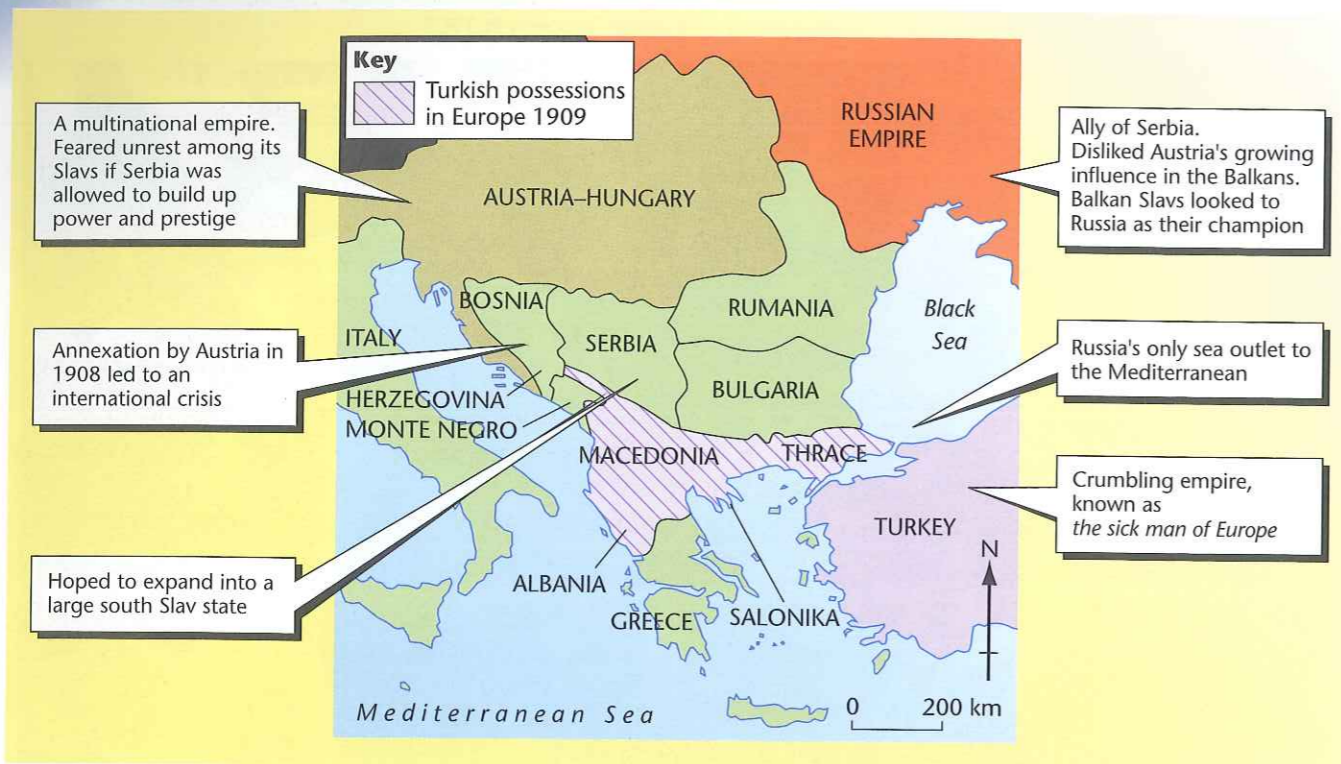 Key
Turkish possessions
in Europe 1909
A multinational empire.
Feared unrest among its
Slavs if Serbia was
allowed to build up
power and prestige
Annexation by Austria in
1908 led to an
international crisis
Hoped to expand into a
large south Slav state
RUSSIAN
EMPIRE
AUSTRIA–HUNGARY
BOSNIA
RUMANIA
Black
Sea
ITALY
SERBIA
BULGARIA
HERZEGOVINA
MONTE NEGRO
MACEDONIA
THRACE
TURKEY
N
ALBANIA
GREECE
SALONIKA
Mediterranean Sea
0 200 km
Ally of Serbia.
Disliked Austria's growing
influence in the Balkans.
Balkan Slavs looked to
Russia as their champion
Russia's only sea outlet to
the Mediterranean
Crumbling empire,
known as
the sick man of Europe